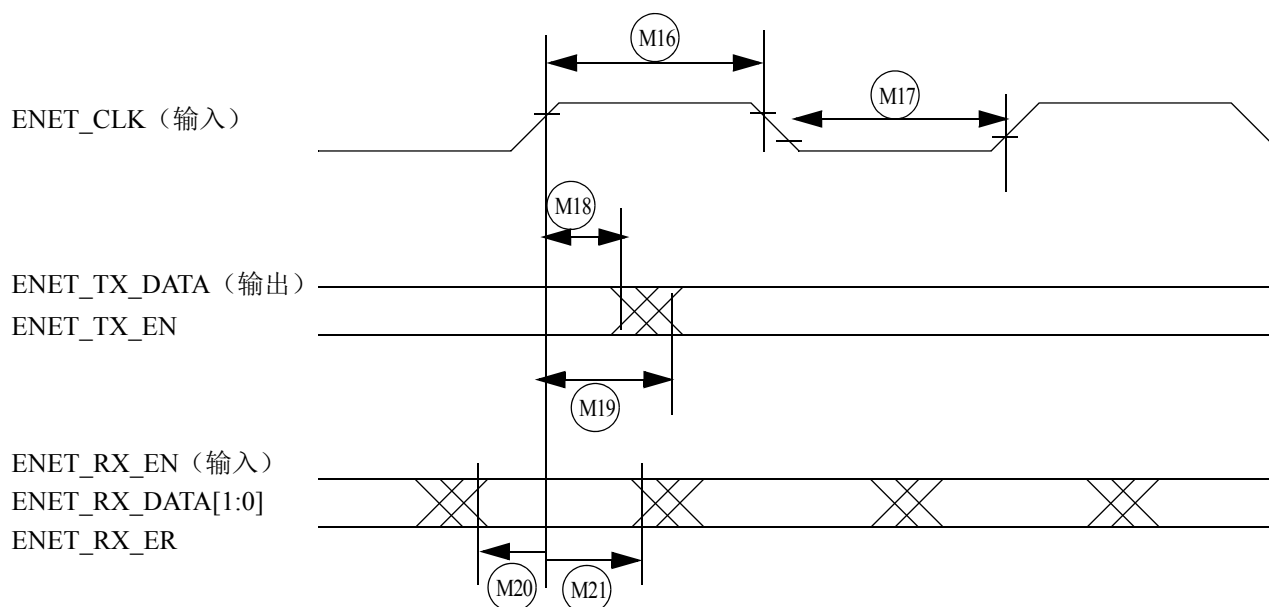 M16
ENET_CLK（输入）
M17
M18
ENET_TX_DATA（输出）
ENET_TX_EN
M19
ENET_RX_EN（输入）
ENET_RX_DATA[1:0]
ENET_RX_ER
M20
M21